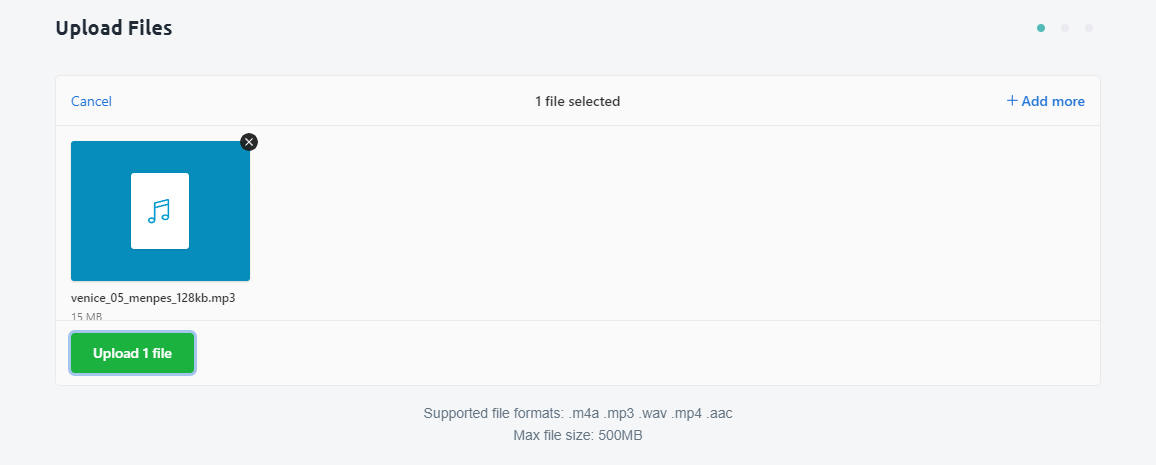 Upload Files
Cancel
1 file selected
+ Add more
venice_05_menpes_128kb.mp3
15 MB
Upload 1 file
Supported file formats: .m4a .mp3 .wav .mp4 .aac
Max file size: 500MB